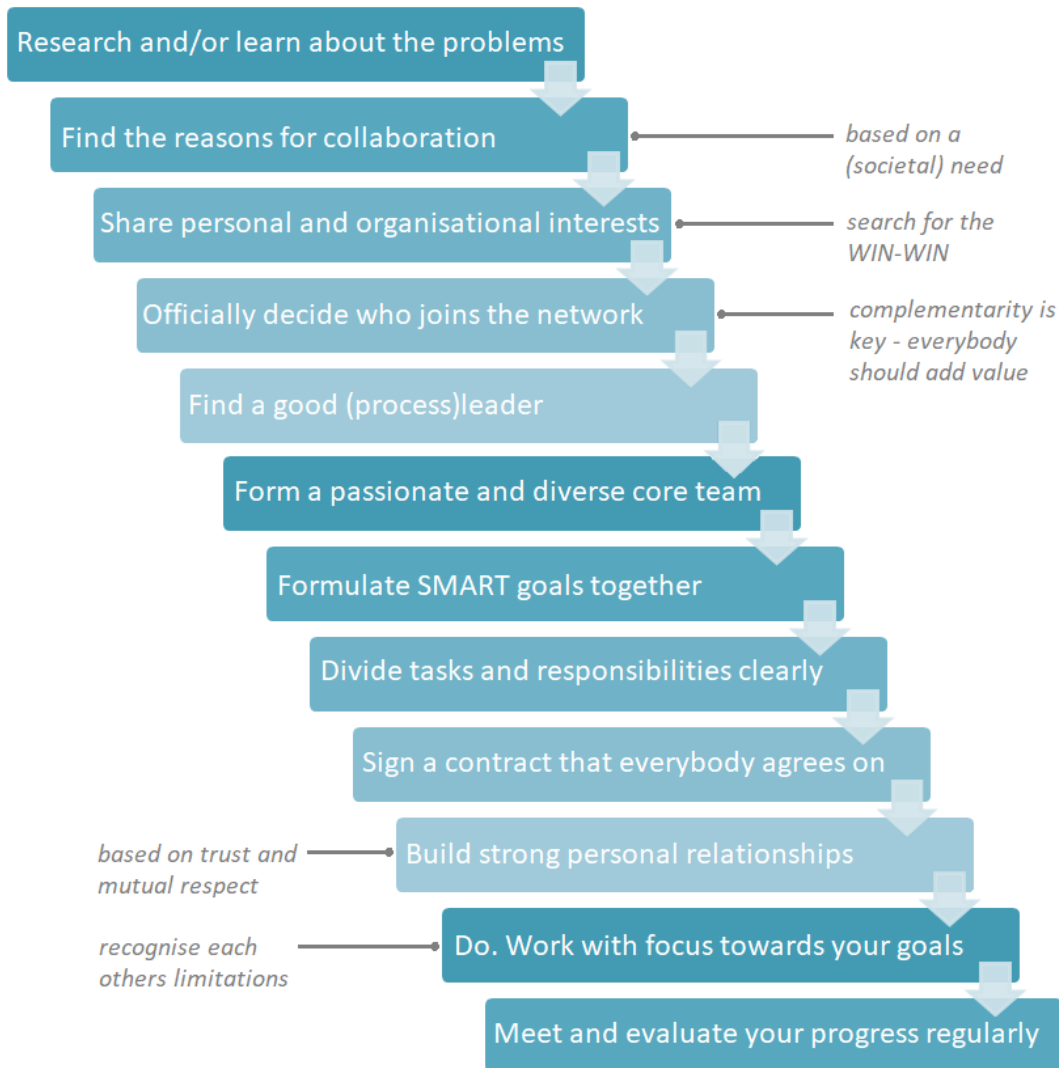 Research and/or learn about the problems
Find the reasons for collaboration
based on a
(societal) need
Share personal and organisational interests
search for the
WIN-WIN
Officially decide who joins the network
complementarity is
key - everybody
should add value
Find a good (process)leader
Form a passionate and diverse core team
Formulate SMART goals together
Divide tasks and responsibilities clearly
Sign a contract that everybody agrees on
based on trust and
mutual respect
Build strong personal relationships
recognise each
others limitations
Do. Work with focus towards your goals
Meet and evaluate your progress regularly